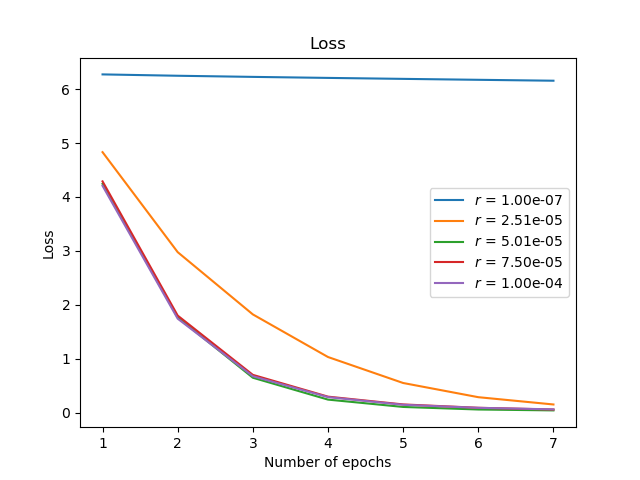 Loss
Loss
6
5
4
3
2
1
0
r = 1.00e-07
r = 2.51e-05
r = 5.01e-05
r = 7.50e-05
r = 1.00e-04
1 2 3 4 5 6 7
Number of epochs